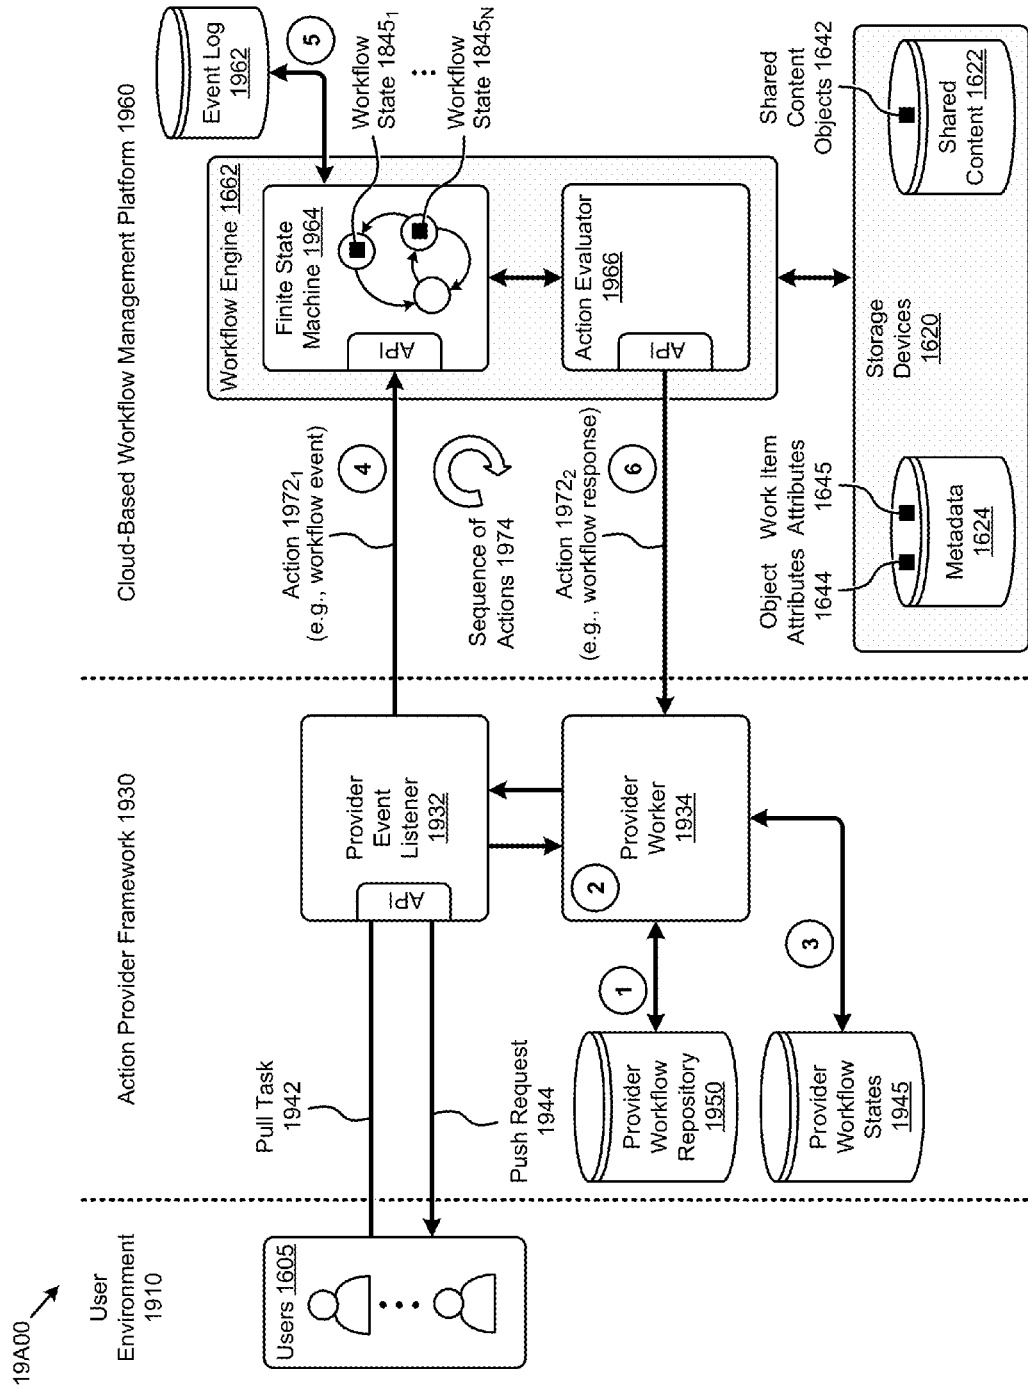 19A00
User
Environment
1910
Action Provider Framework 1930
Cloud-Based Workflow Management Platform 1960
Users 1605
Pull Task
1942
Push Request
1944
Provider
Event
Listener
1932
API
Provider
Workflow
Repository
1950
1
2
Provider
Worker
1934
Provider
Workflow
States
1945
3
Action 1972₁
(e.g., workflow event)
4
Sequence of
Actions 1974
Action 1972₂
(e.g., workflow response)
6
Workflow Engine 1662
Finite State
Machine 1964
API
Action Evaluator
1966
API
Event Log
1962
5
Workflow
State 1845₁
Workflow
State 1845N
Object
Attributes
1644
Work Item
Attributes
1645
Metadata
1624
Storage
Devices
1620
Shared
Content
Objects 1642
Shared
Content 1622